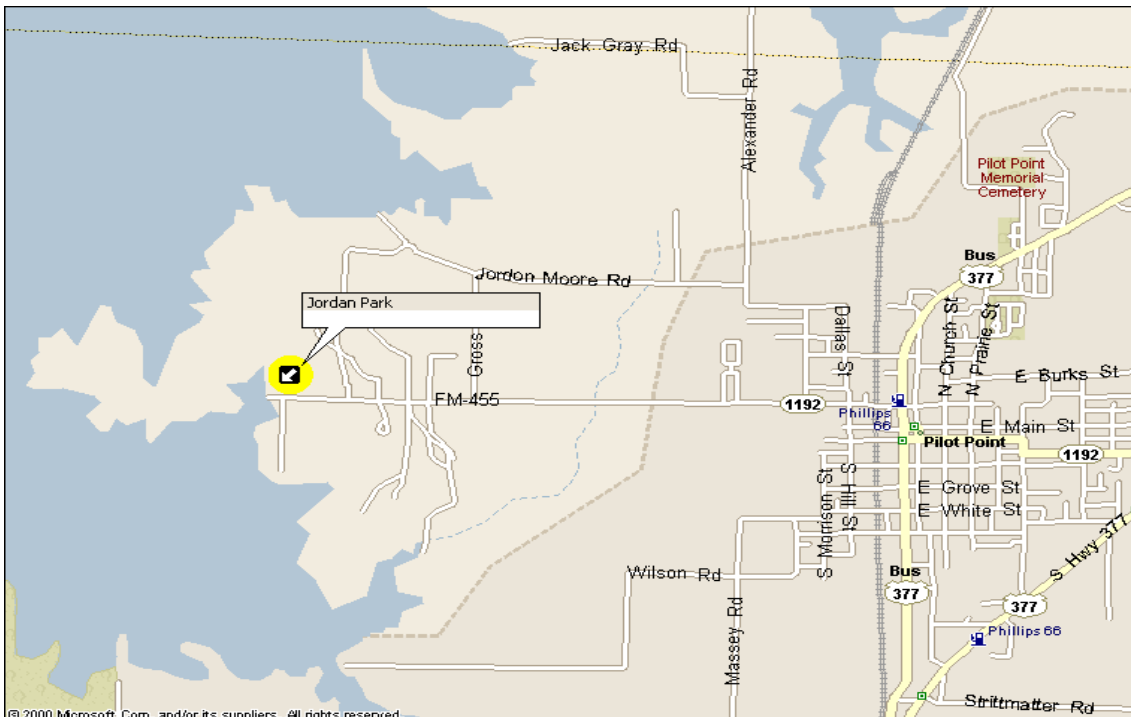 Jack Gray Rd
Alexander Rd
Pilot Point
Memorial
Cemetery
Bus
377
Jordon Moore Rd
Jordan Park
Gross
Dallas St
N Church St
N Prairie St
E Burks St
FM-455
1192
Phillips
66
E Main St
Pilot Point
1192
S Morrison St
S Hill St
E Grove St
E White St
S Hwy 377
Wilson Rd
Bus
377
377
Massey Rd
Phillips 66
Strittmatter Rd
© 2000 Microsoft Corp. and/or its suppliers. All rights reserved.